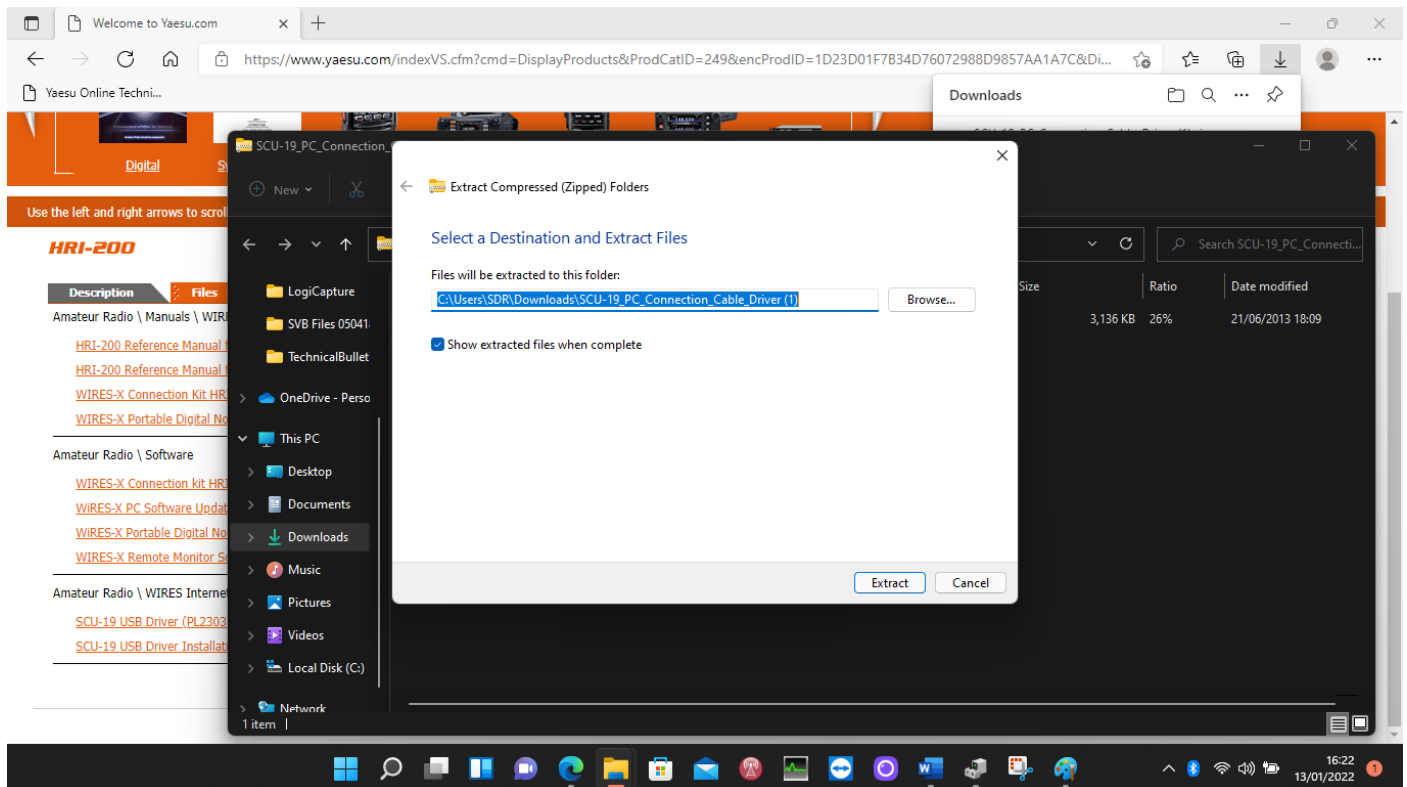 Welcome to Yaesu.com
https://www.yaesu.com/indexVS.cfm?cmd=DisplayProducts&ProdCatID=249&encProdID=1D23D01F7B34D76072988D9857AA1A7C&Di...
Yaesu Online Techni...
Downloads
Digital
Use the left and right arrows to scroll
HRI-200
Description
Files
Amateur Radio \ Manuals \ WIRE
HRI-200 Reference Manual
HRI-200 Reference Manual
WIRES-X Connection Kit HR
WIRES-X Portable Digital No
Amateur Radio \ Software
WIRES-X Connection kit HRI
WiRES-X PC Software Updat
WiRES-X Portable Digital No
WIRES-X Remote Monitor
Amateur Radio \ WIRES Internet
SCU-19 USB Driver (PL2303
SCU-19 USB Driver Installat
SCU-19_PC_Connection_
New
LogiCapture
SVB Files 05041
TechnicalBullet
OneDrive - Perso
This PC
Desktop
Documents
Downloads
Music
Pictures
Videos
Local Disk (C:)
Network
1 item
Extract Compressed (Zipped) Folders
Select a Destination and Extract Files
Files will be extracted to this folder:
C:\Users\SDR\Downloads\SCU-19_PC_Connection_Cable_Driver (1)
Browse...
Show extracted files when complete
Extract
Cancel
Search SCU-19_PC_Connecti...
Size
Ratio
Date modified
3,136 KB
26%
21/06/2013 18:09
16:22
13/01/2022
1